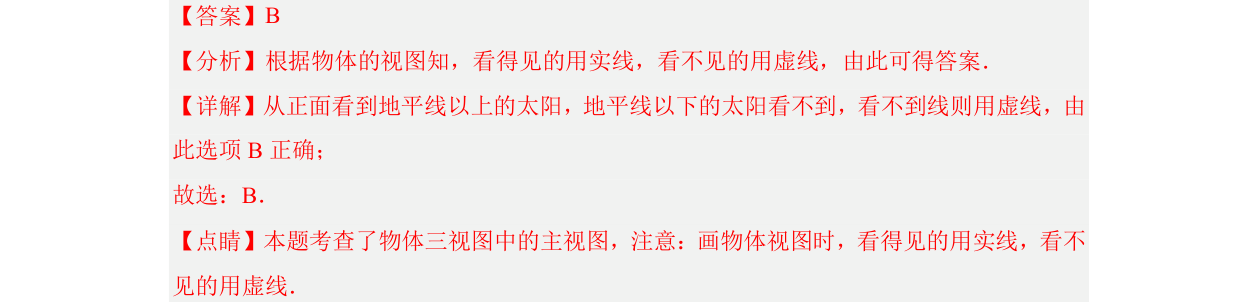 【答案】B
【分析】根据物体的视图知，看得见的用实线，看不见的用虚线，由此可得答案．
【详解】从正面看到地平线以上的太阳，地平线以下的太阳看不到，看不到线则用虚线，由
此选项 B 正确；
故选：B．
【点睛】本题考查了物体三视图中的主视图，注意：画物体视图时，看得见的用实线，看不
见的用虚线．